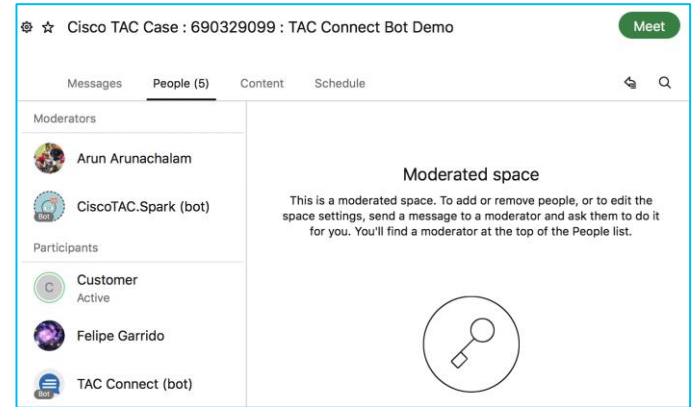 Cisco TAC Case : 690329099 : TAC Connect Bot Demo
Meet
Messages
People (5)
Content
Schedule
Moderators
Arun Arunachalam
Bot
CiscoTAC.Spark (bot)
Participants
C
Customer
Active
Felipe Garrido
Bot
TAC Connect (bot)
Moderated space
This is a moderated space. To add or remove people, or to edit the
space settings, send a message to a moderator and ask them to do it
for you. You'll find a moderator at the top of the People list.